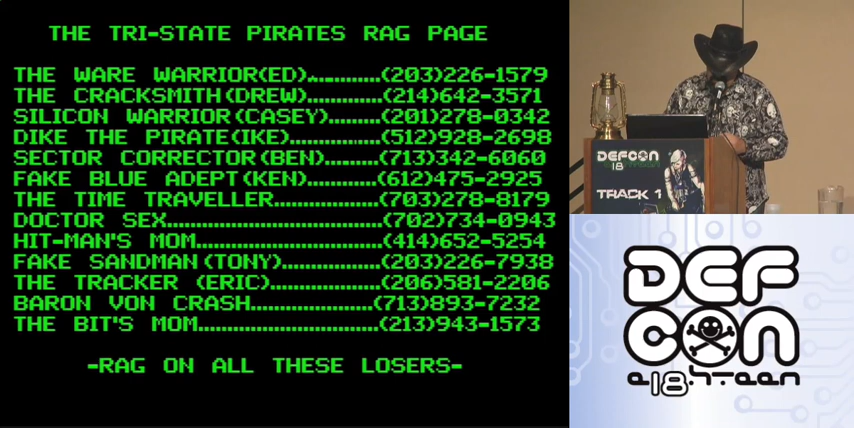 THE TRI-STATE PIRATES RAG PAGE
THE WARE WARRIOR(ED)............(203)226-1579
THE CRACKSMITH(DREW).............(214)642-3571
SILICON WARRIOR(CASEY)..........(201)278-0342
DIKE THE PIRATE(IKE)................(512)928-2698
SECTOR CORRECTOR(BEN)..........(713)342-6060
FAKE BLUE ADEPT(KEN)............(612)475-2925
THE TIME TRAVELLER...................(703)278-8179
DOCTOR SEX.....................................(702)734-0943
HIT-MAN'S MOM................................(414)652-5254
FAKE SANDMAN(TONY).................(203)226-7938
THE TRACKER (ERIC)...................(206)581-2206
BARON VON CRASH.....................(713)893-7232
THE BIT'S MOM...............................(213)943-1573
-RAG ON ALL THESE LOSERS-
DEFCON
18
TRACK 1
DEF
CON
e18h-teen